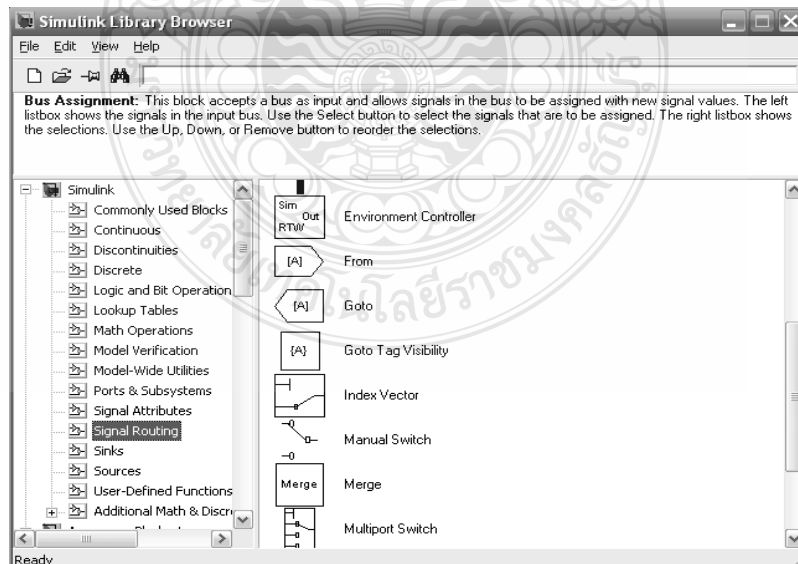 Simulink Library Browser
File Edit View Help
Bus Assignment: This block accepts a bus as input and allows signals in the bus to be assigned with new signal values. The left
listbox shows the signals in the input bus. Use the Select button to select the signals that are to be assigned. The right listbox shows
the selections. Use the Up, Down, or Remove button to reorder the selections.
Simulink
Commonly Used Blocks
Continuous
Discontinuities
Discrete
Logic and Bit Operation
Lookup Tables
Math Operations
Model Verification
Model-Wide Utilities
Ports & Subsystems
Signal Attributes
Signal Routing
Sinks
Sources
User-Defined Functions
Additional Math & Discre
Sim
Out
RTW
Environment Controller
[A]
From
[A]
Goto
{A}
Goto Tag Visibility
Index Vector
Manual Switch
Merge
Merge
Multiport Switch
Ready